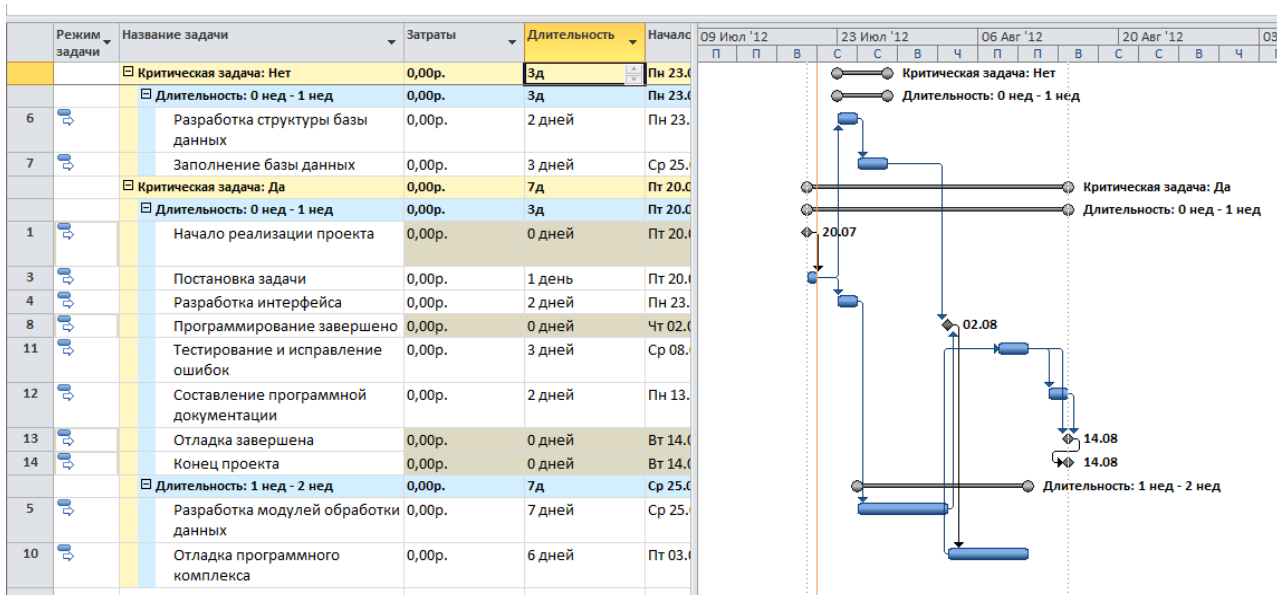 Режим задачи Название задачи Затраты Длительность Начало 09 Июл '12 23 Июл '12 06 Авг '12 20 Авг '12 03
П П В С С В Ч П П В С С В Ч
Критическая задача: Нет 0,00р. 3д Пн 23.0 Критическая задача: Нет
Длительность: 0 нед - 1 нед 0,00р. 3д Пн 23.0 Длительность: 0 нед - 1 нед
6 Разработка структуры базы 0,00р. 2 дней Пн 23.
данных
7 Заполнение базы данных 0,00р. 3 дней Ср 25.
Критическая задача: Да 0,00р. 7д Пт 20.0 Критическая задача: Да
Длительность: 0 нед - 1 нед 0,00р. 3д Пт 20.0 Длительность: 0 нед - 1 нед
1 Начало реализации проекта 0,00р. 0 дней Пт 20.0 20.07
3 Постановка задачи 0,00р. 1 день Пт 20.0
4 Разработка интерфейса 0,00р. 2 дней Пн 23.
8 Программирование завершено 0,00р. 0 дней Чт 02.0 02.08
11 Тестирование и исправление 0,00р. 3 дней Ср 08.
ошибок
12 Составление программной 0,00р. 2 дней Пн 13.
документации
13 Отладка завершена 0,00р. 0 дней Вт 14.0 14.08
14 Конец проекта 0,00р. 0 дней Вт 14.0 14.08
Длительность: 1 нед - 2 нед 0,00р. 7д Ср 25.0 Длительность: 1 нед - 2 нед
5 Разработка модулей обработки 0,00р. 7 дней Ср 25.
данных
10 Отладка программного 0,00р. 6 дней Пт 03.0
комплекса